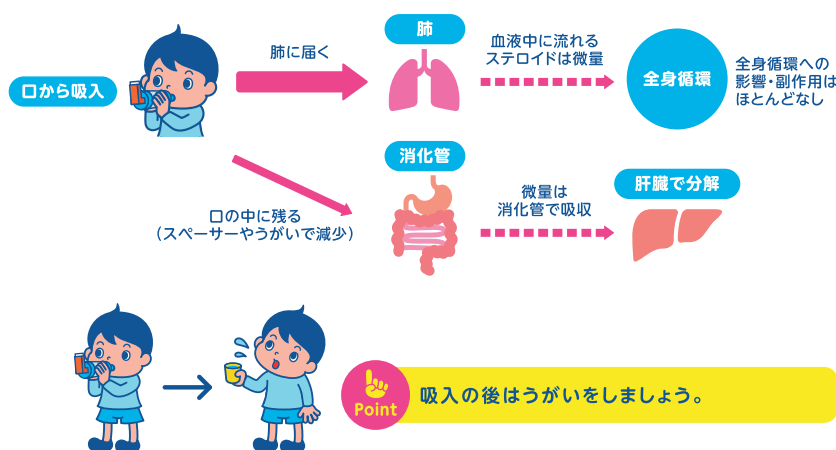 口から吸入
肺に届く
肺
血液中に流れる
ステロイドは微量
全身循環
全身循環への
影響・副作用は
ほとんどなし
口の中に残る
（スペーサーやうがいで減少）
消化管
微量は
消化管で吸収
肝臓で分解
Point
吸入の後はうがいをしましょう。